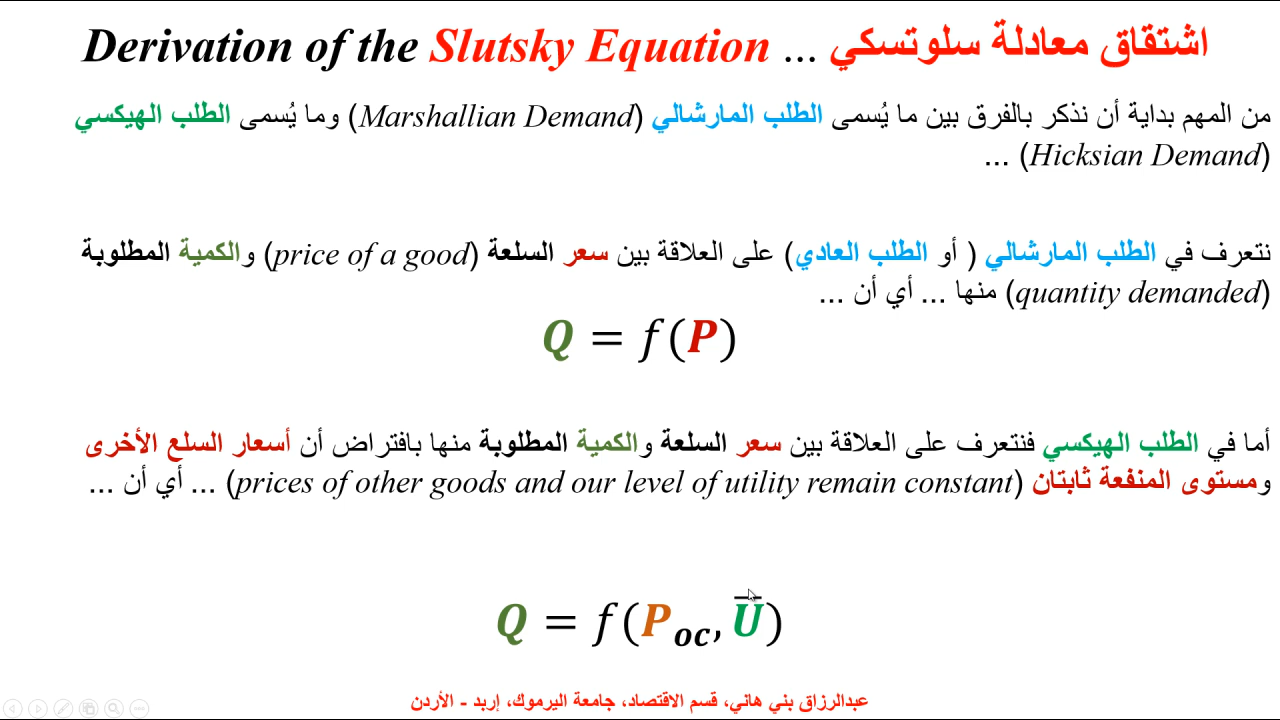 Derivation of the Slutsky Equation ... اشتقاق معادلة سلوتسكي
من المهم بداية أن نذكر بالفرق بين ما يُسمى الطلب المارشالي (Marshallian Demand) وما يُسمى الطلب الهيكسي
(Hicksian Demand) ...
نتعرف في الطلب المارشالي ( أو الطلب العادي) على العلاقة بين سعر السلعة (price of a good) والكمية المطلوبة
(quantity demanded) منها ... أي أن ...
Q = f(P)
أما في الطلب الهيكسي فنتعرف على العلاقة بين سعر السلعة والكمية المطلوبة منها بافتراض أن أسعار السلع الأخرى
ومستوى المنفعة ثابتان (prices of other goods and our level of utility remain constant) ... أي أن ...
Q = f(P_{oc}, U̅)
عبدالرزاق بني هاني، قسم الاقتصاد، جامعة اليرموك، إربد - الأردن